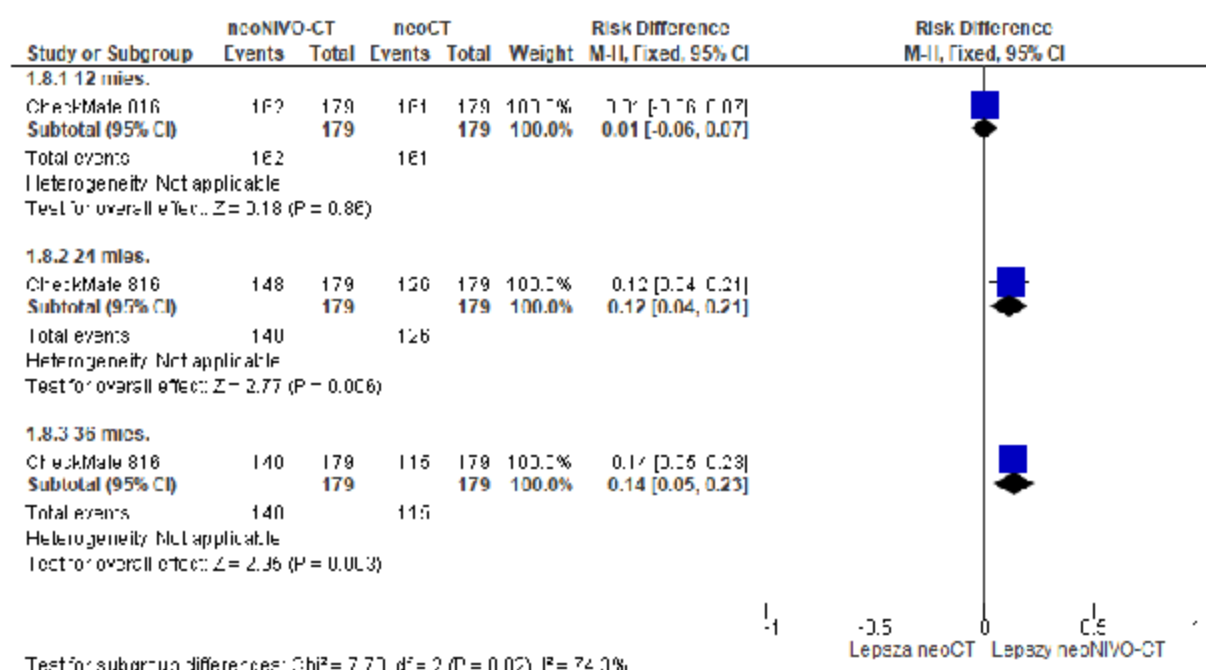 neoNIVO-CT neoCT Risk Difference Risk Difference
Study or Subgroup Events Total Events Total Weight M-H, Fixed, 95% CI M-H, Fixed, 95% CI
1.8.1 12 mies.
CheckMate 816 162 179 161 179 100.0% 0.01 [-0.06, 0.07]
Subtotal (95% CI) 179 179 100.0% 0.01 [-0.06, 0.07]
Total events 162 161
Heterogeneity: Not applicable
Test for overall effect: Z = 0.18 (P = 0.86)
1.8.2 24 mies.
CheckMate 816 148 179 126 179 100.0% 0.12 [0.04, 0.21]
Subtotal (95% CI) 179 179 100.0% 0.12 [0.04, 0.21]
Total events 148 126
Heterogeneity: Not applicable
Test for overall effect: Z = 2.77 (P = 0.006)
1.8.3 36 mies.
CheckMate 816 140 179 115 179 100.0% 0.14 [0.05, 0.23]
Subtotal (95% CI) 179 179 100.0% 0.14 [0.05, 0.23]
Total events 140 115
Heterogeneity: Not applicable
Test for overall effect: Z = (P = 0.003)
-1 -0.5 0 0.5 1
Lepsza neoCT Lepszy neoNIVO-CT
Test for subgroup differences: Chi² = df = 2 (P = 0.02), I² =